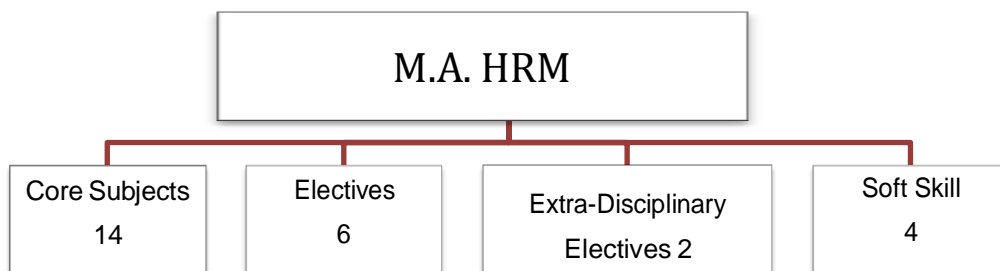 M.A. HRM
Core Subjects
14
Electives
6
Extra-Disciplinary
Electives 2
Soft Skill
4